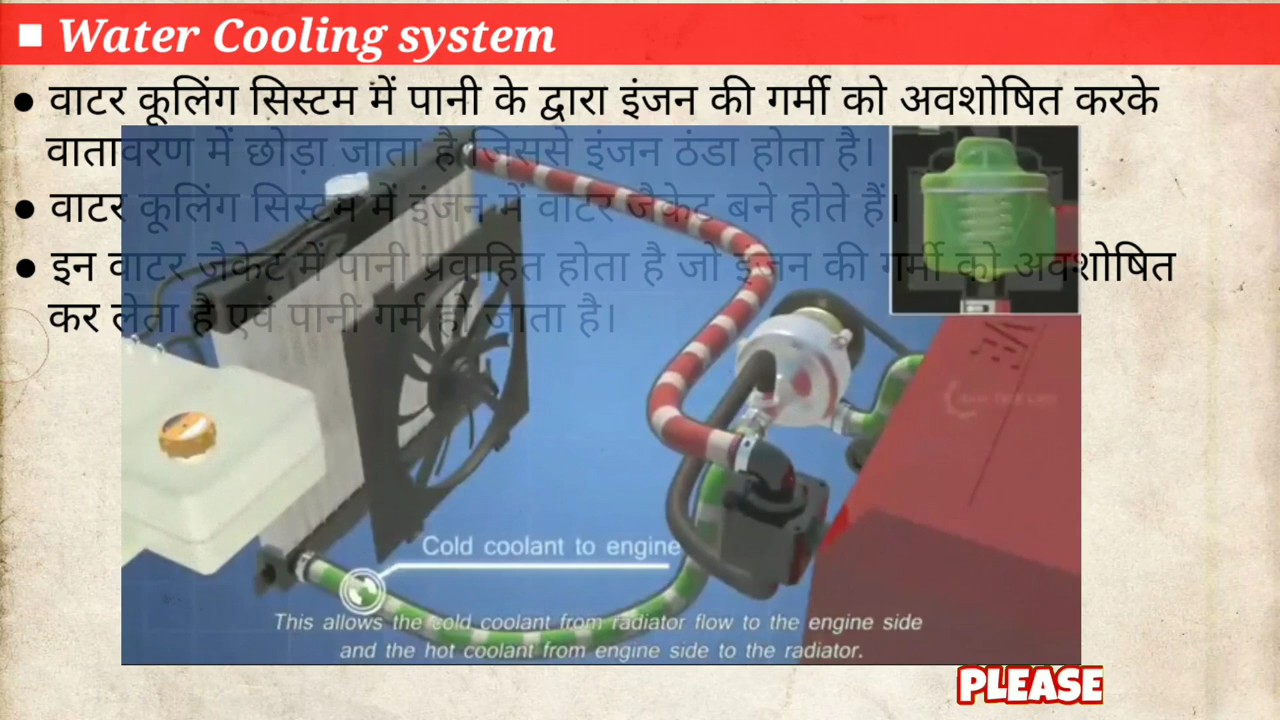 Water Cooling system
● वाटर कूलिंग सिस्टम में पानी के द्वारा इंजन की गर्मी को अवशोषित करके
वातावरण में छोड़ा जाता है जिससे इंजन ठंडा होता है।
● वाटर कूलिंग सिस्टम में इंजन में वाटर जैकेट बने होते हैं।
● इन वाटर जैकेट में पानी प्रवाहित होता है जो इंजन की गर्मी को अवशोषित
कर लेता है एवं पानी गर्म हो जाता है।
Cold coolant to engine
This allows the cold coolant from radiator flow to the engine side
and the hot coolant from engine side to the radiator.
PLEASE